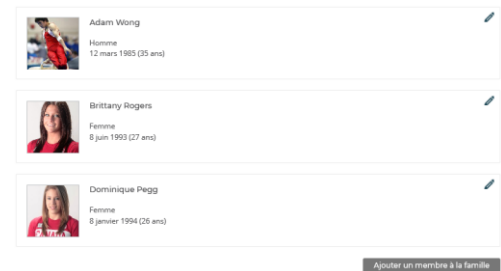 Adam Wong
Homme
12 mars 1985 (35 ans)
Brittany Rogers
Femme
8 juin 1993 (27 ans)
Dominique Pegg
Femme
8 janvier 1994 (26 ans)
Ajouter un membre à la famille